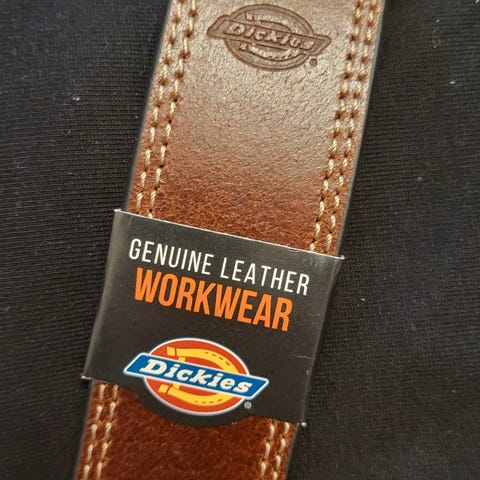 Dickies
®
GENUINE LEATHER
WORKWEAR
Dickies
®